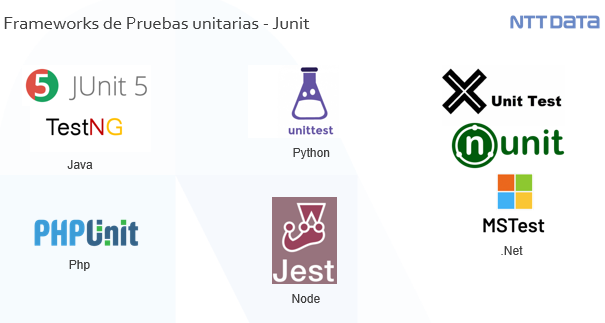 Frameworks de Pruebas unitarias - Junit
NTT DATA
5 JUnit 5
TestNG
Java
unittest
Python
X Unit Test
nunit
MSTest
.Net
PHPUnit
Php
Jest
Node